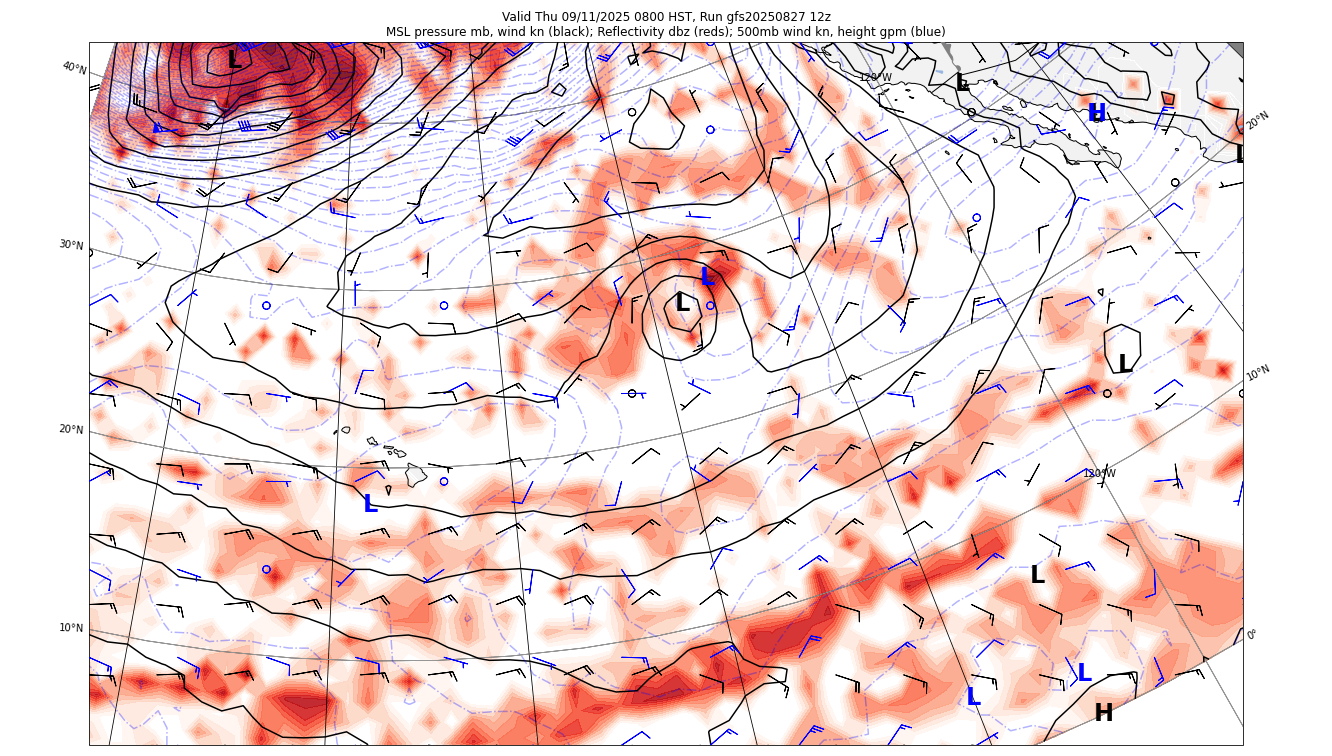 Valid Thu 09/11/2025 0800 HST, Run gfs20250827 12z
MSL pressure mb, wind kn (black); Reflectivity dbz (reds); 500mb wind kn, height gpm (blue)
L
40°N
120°W
L
H
20°N
L
30°N
L
L
L
10°N
20°N
120°W
L
L
10°N
0°
L
L
H